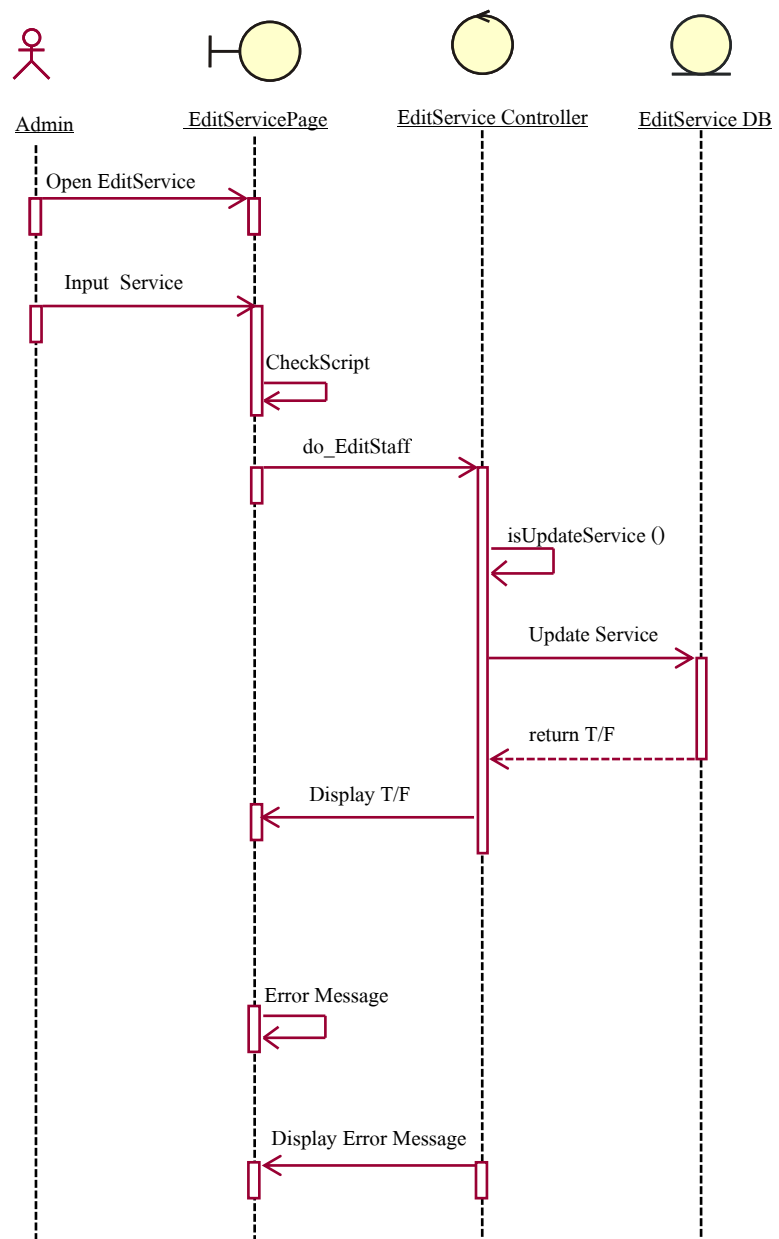 Admin
EditServicePage
EditService Controller
EditService DB
Open EditService
Input Service
CheckScript
do_EditStaff
isUpdateService ()
Update Service
return T/F
Display T/F
Error Message
Display Error Message